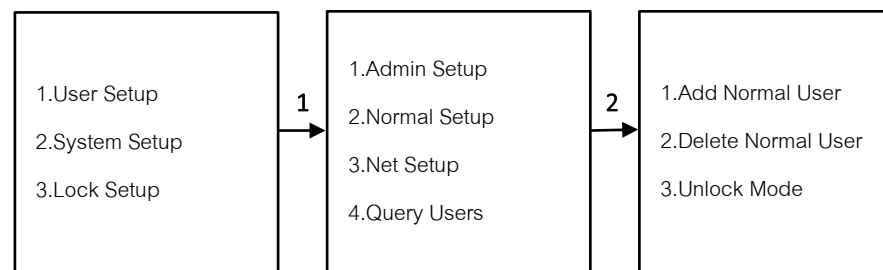 1.User Setup
2.System Setup
3.Lock Setup
1
1.Admin Setup
2.Normal Setup
3.Net Setup
4.Query Users
2
1.Add Normal User
2.Delete Normal User
3.Unlock Mode